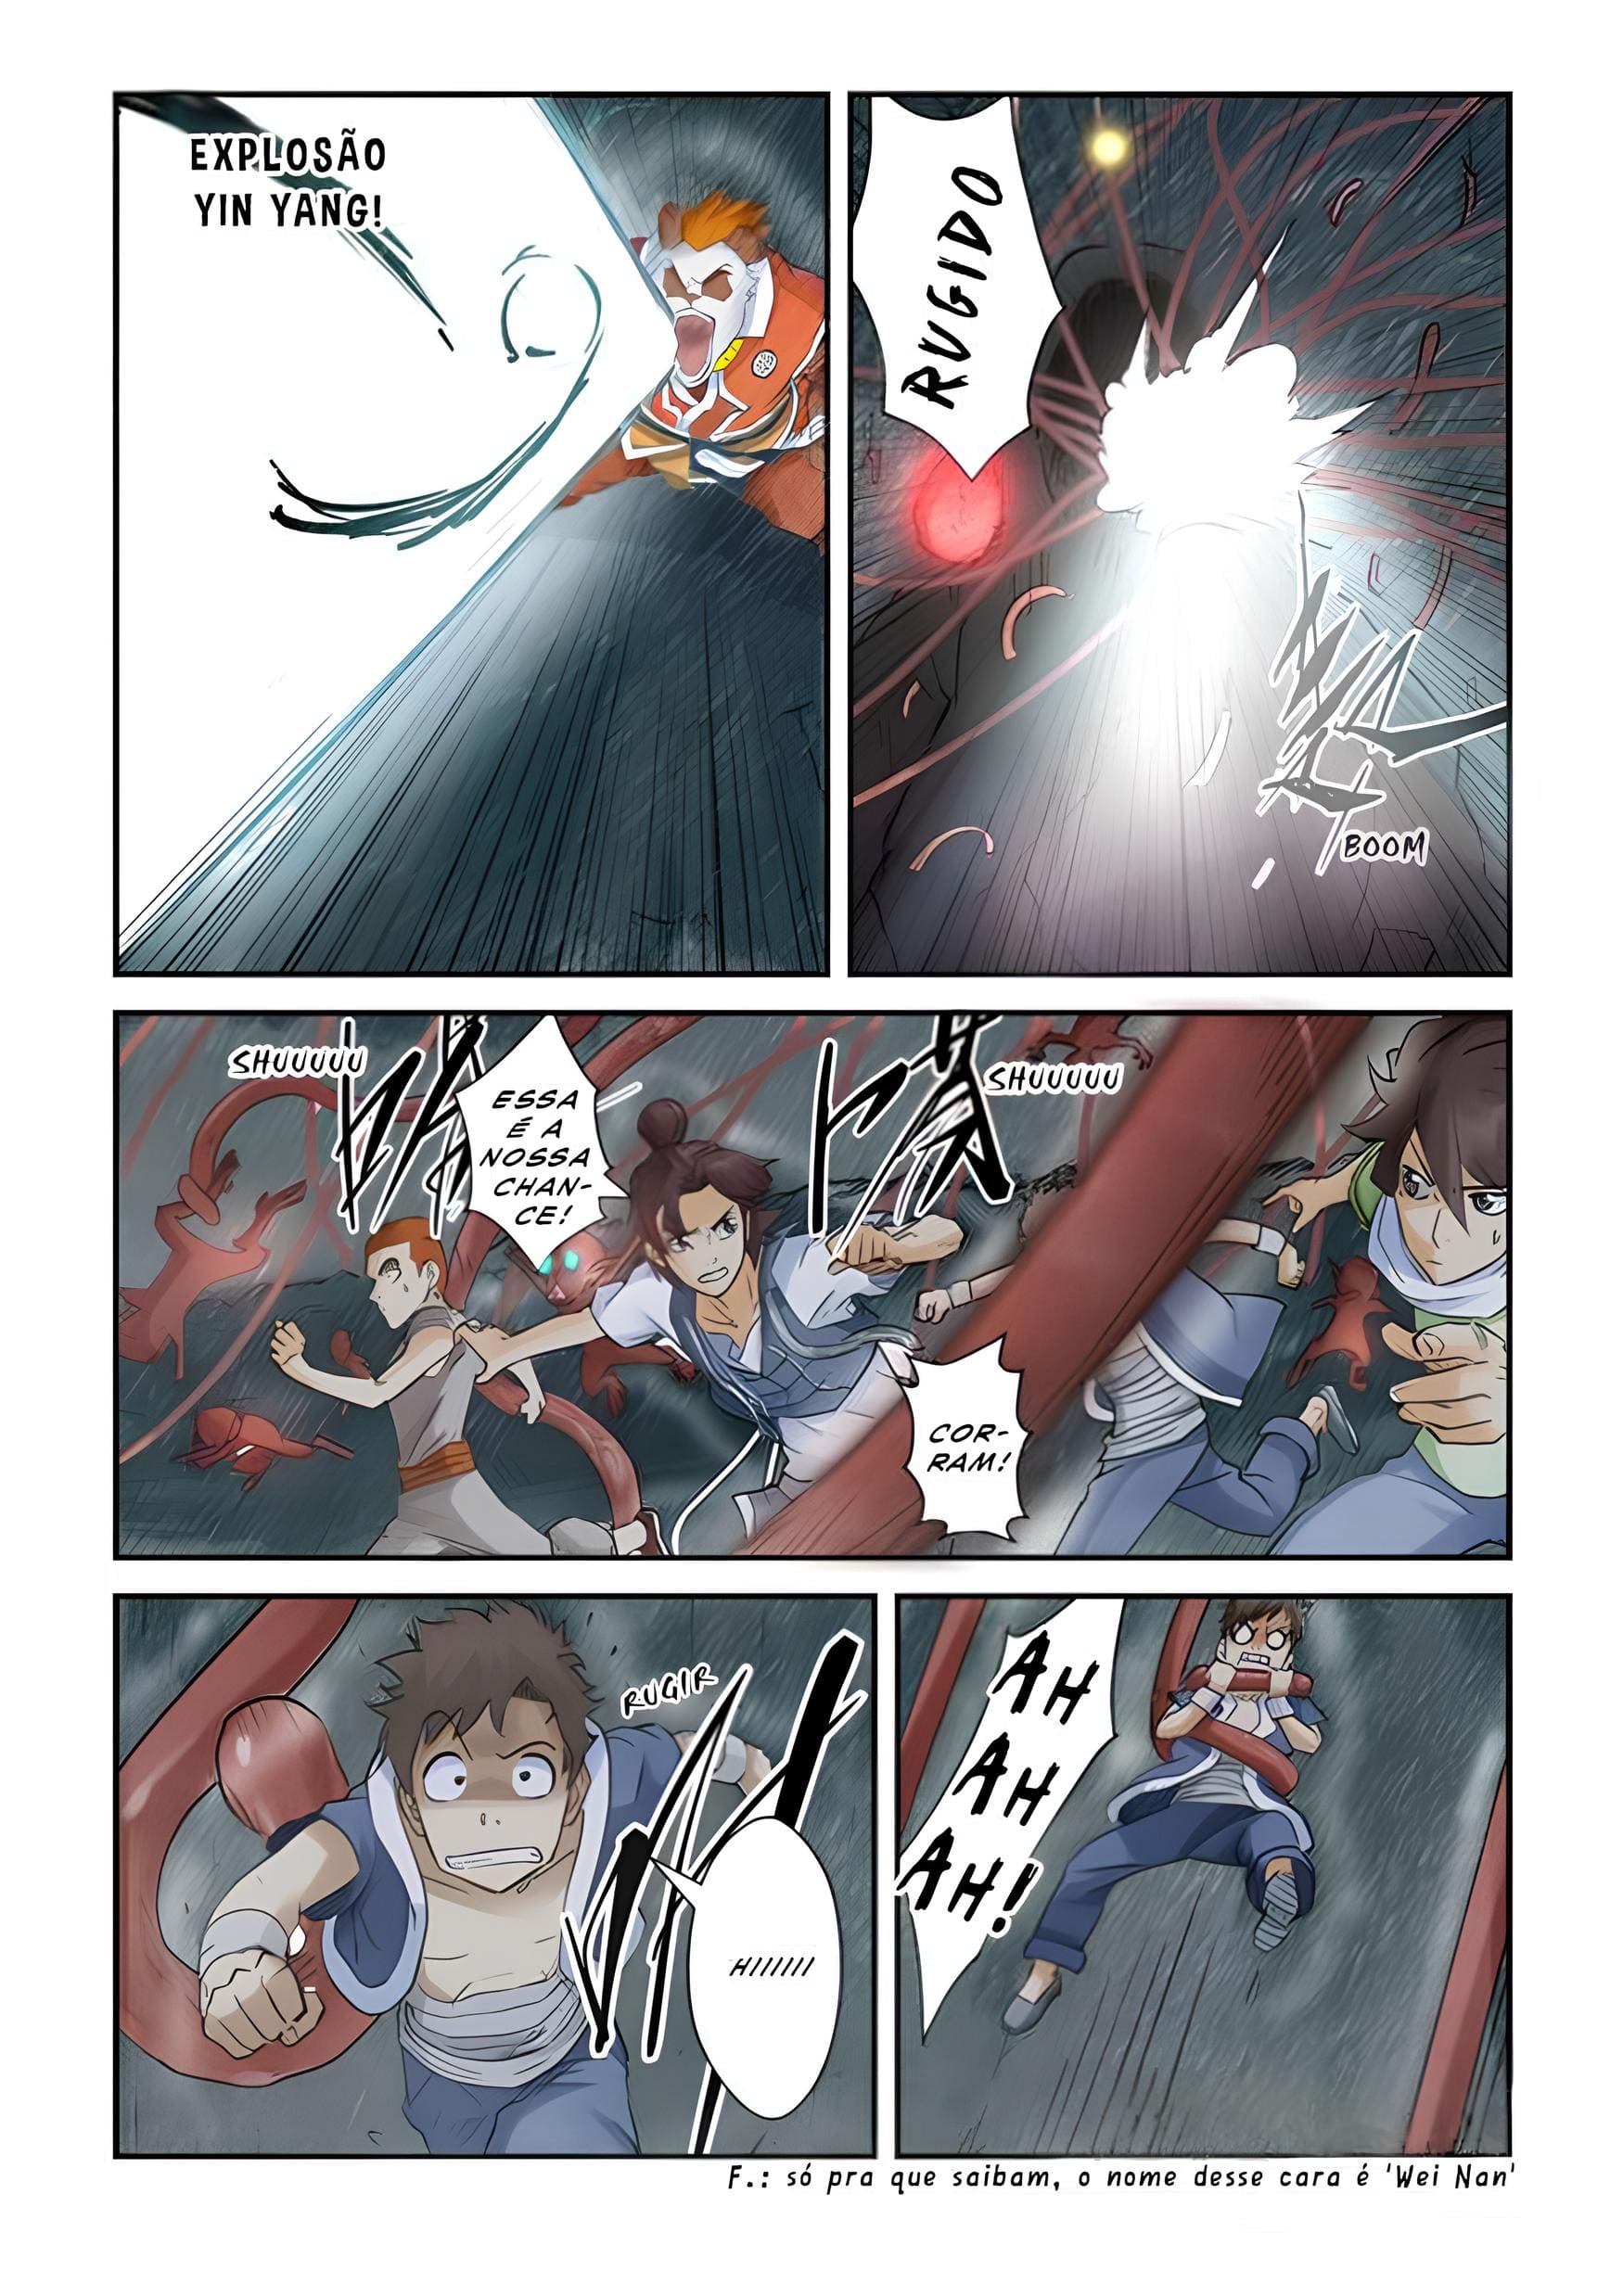 EXPLOSÃO
YIN YANG!
RUGIDO
BOOM
SHUUUUU
ESSA
É A
NOSSA
CHAN-
CE!
SHUUUUU
COR-
RAM!
RUGIR
HIIIIII
AH
AH
AH!
F.: só pra que saibam, o nome desse cara é 'Wei Nan'